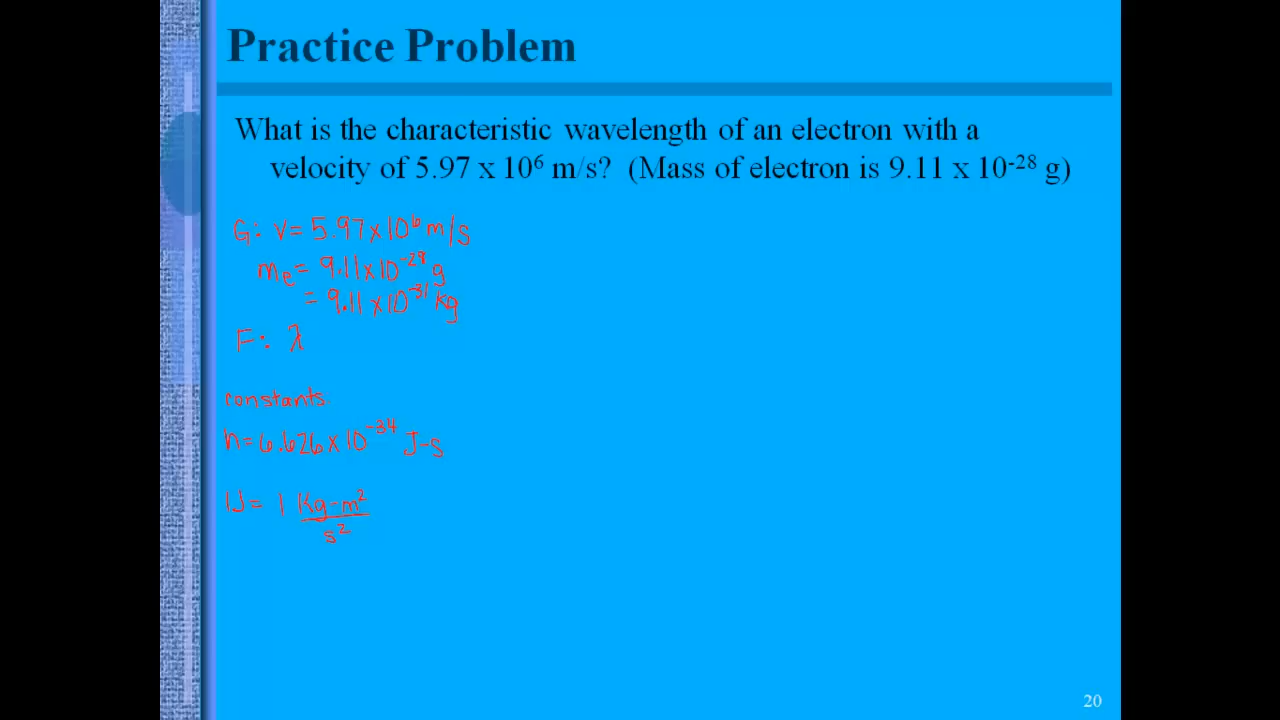 Practice Problem
What is the characteristic wavelength of an electron with a
velocity of 5.97 x 10⁶ m/s? (Mass of electron is 9.11 x 10⁻²⁸ g)
G: V = 5.97 x 10⁶ m/s
mₑ = 9.11 x 10⁻²⁸ g
= 9.11 x 10⁻³¹ kg
F: λ
constants
h = 6.626 x 10⁻³⁴ J-s
1J = 1 Kg-m²
s²
20